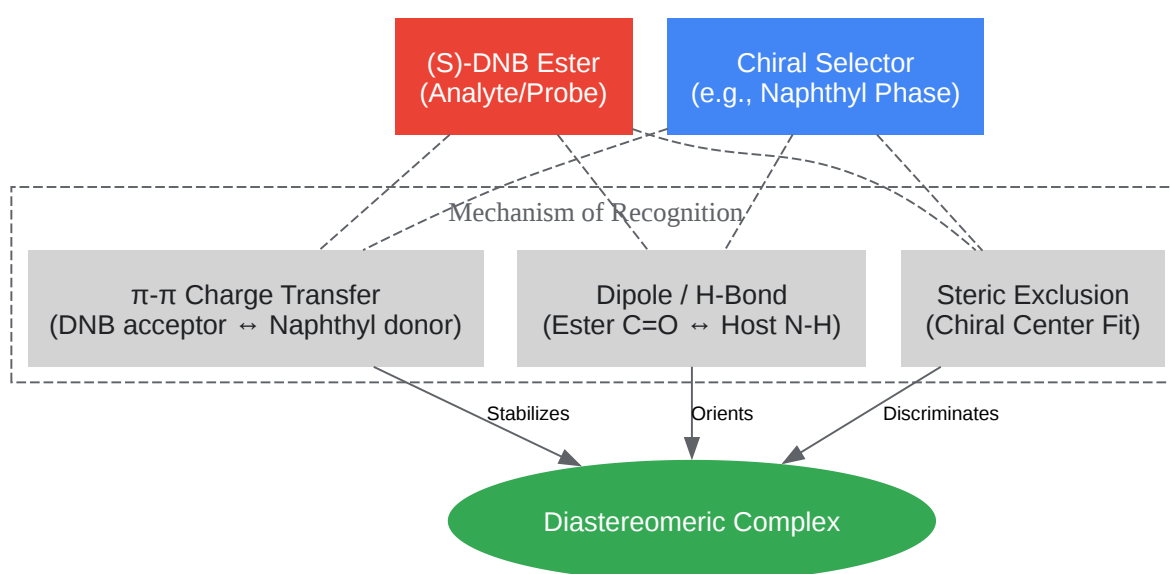 (S)-DNB Ester
(Analyte/Probe)
Chiral Selector
(e.g., Naphthyl Phase)
Mechanism of Recognition
π-π Charge Transfer
(DNB acceptor ↔ Naphthyl donor)
Dipole / H-Bond
(Ester C=O ↔ Host N-H)
Steric Exclusion
(Chiral Center Fit)
Stabilizes
Orients
Discriminates
Diastereomeric Complex